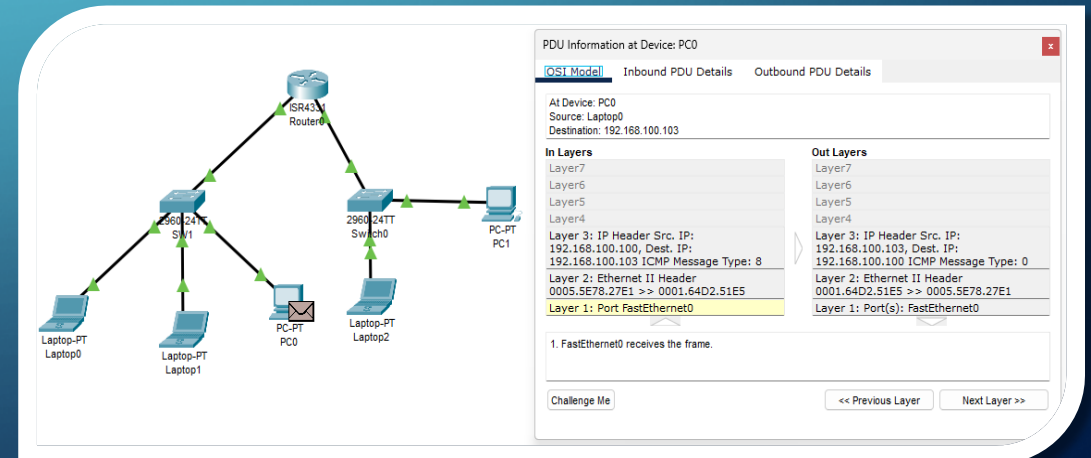 ISR4331
Router0
2960-24TT
SW1
2960-24TT
Switch0
PC-PT
PC1
Laptop-PT
Laptop0
Laptop-PT
Laptop1
PC-PT
PC0
Laptop-PT
Laptop2
PDU Information at Device: PC0
x
OSI Model Inbound PDU Details Outbound PDU Details
At Device: PC0
Source: Laptop0
Destination: 192.168.100.103
In Layers
Layer7
Layer6
Layer5
Layer4
Layer 3: IP Header Src. IP:
192.168.100.100, Dest. IP:
192.168.100.103 ICMP Message Type: 8
Layer 2: Ethernet II Header
0005.5E78.27E1 >> 0001.64D2.51E5
Layer 1: Port FastEthernet0
Out Layers
Layer7
Layer6
Layer5
Layer4
Layer 3: IP Header Src. IP:
192.168.100.103, Dest. IP:
192.168.100.100 ICMP Message Type: 0
Layer 2: Ethernet II Header
0001.64D2.51E5 >> 0005.5E78.27E1
Layer 1: Port(s): FastEthernet0
1. FastEthernet0 receives the frame.
Challenge Me
<< Previous Layer
Next Layer >>